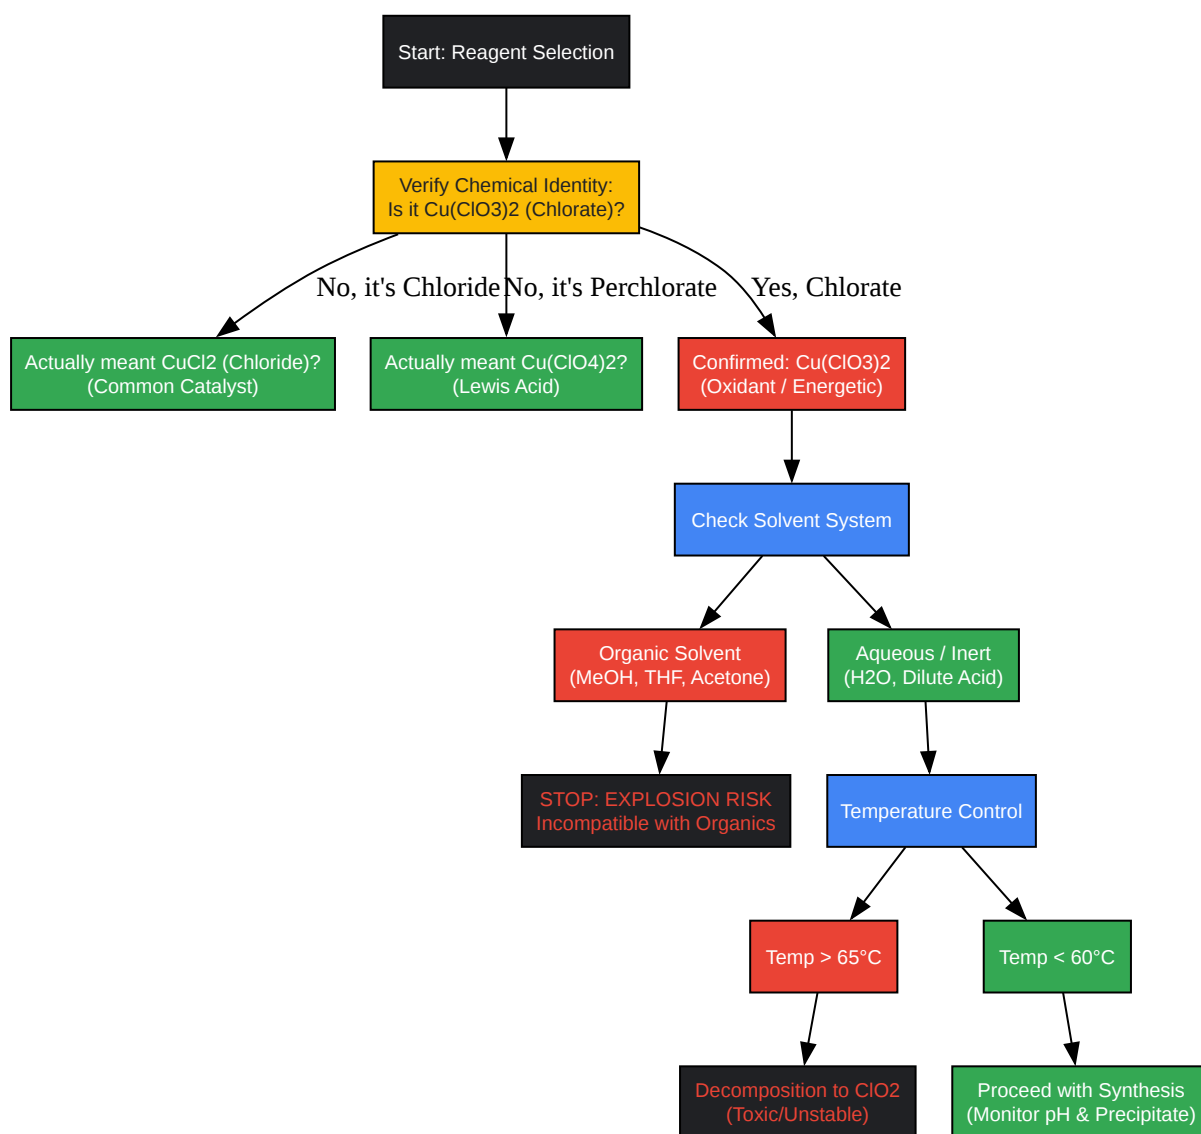 Start: Reagent Selection
Verify Chemical Identity:
Is it Cu(ClO3)2 (Chlorate)?
No, it's Chloride
No, it's Perchlorate
Yes, Chlorate
Actually meant CuCl2 (Chloride)?
(Common Catalyst)
Actually meant Cu(ClO4)2?
(Lewis Acid)
Confirmed: Cu(ClO3)2
(Oxidant / Energetic)
Check Solvent System
Organic Solvent
(MeOH, THF, Acetone)
Aqueous / Inert
(H2O, Dilute Acid)
STOP: EXPLOSION RISK
Incompatible with Organics
Temperature Control
Temp > 65°C
Temp < 60°C
Decomposition to ClO2
(Toxic/Unstable)
Proceed with Synthesis
(Monitor pH & Precipitate)